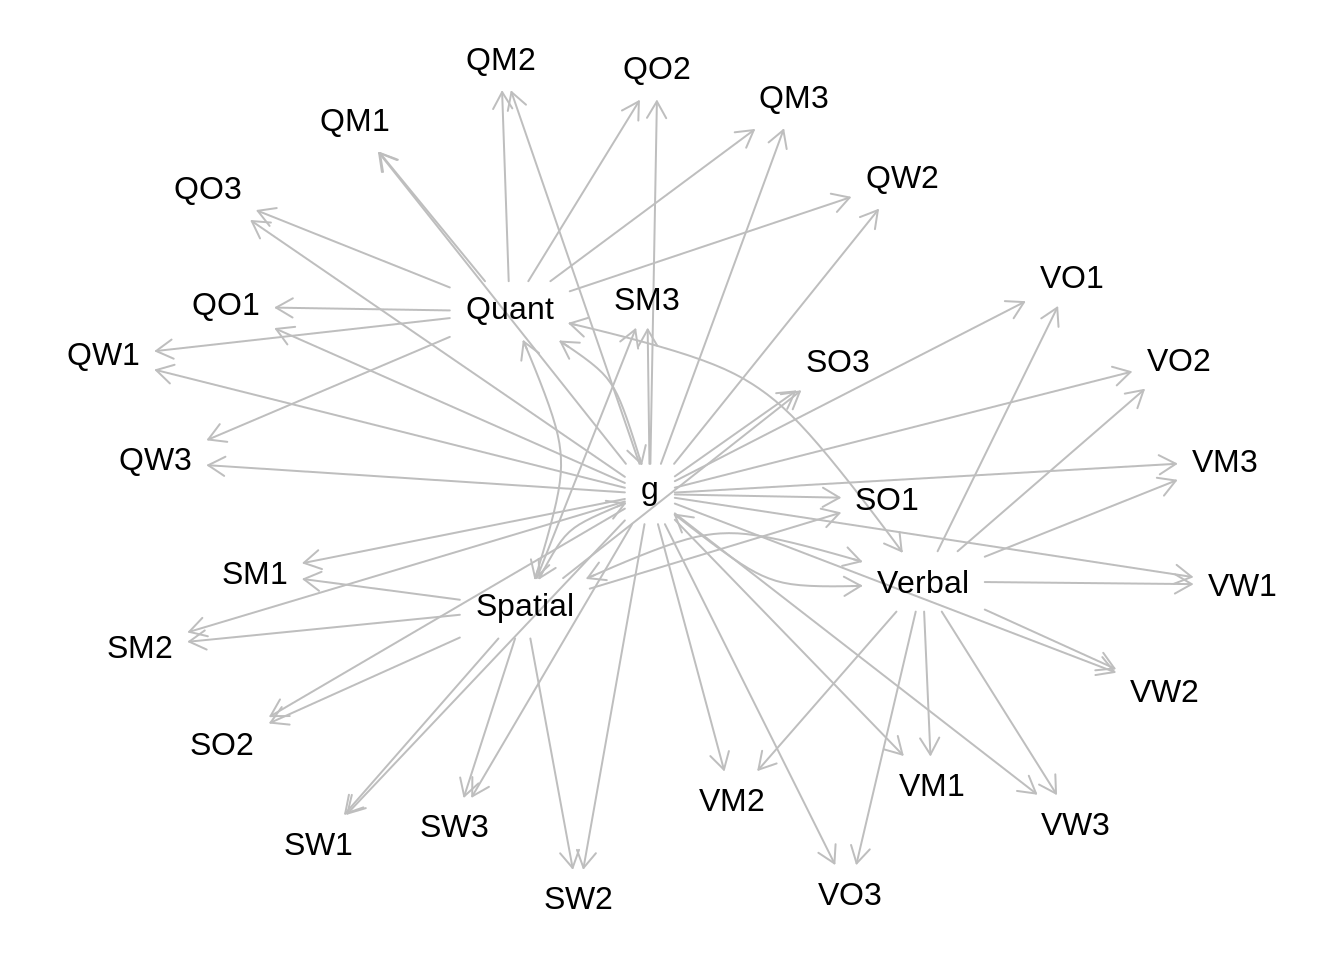 QM2
QO2
QM3
QM1
QW2
QO3
VO1
SM3
QO1
Quant
QW1
SO3
VO2
QW3
VM3
g
SO1
SM1
Verbal
VW1
Spatial
SM2
VW2
SO2
VM1
VM2
VW3
SW3
SW1
VO3
SW2